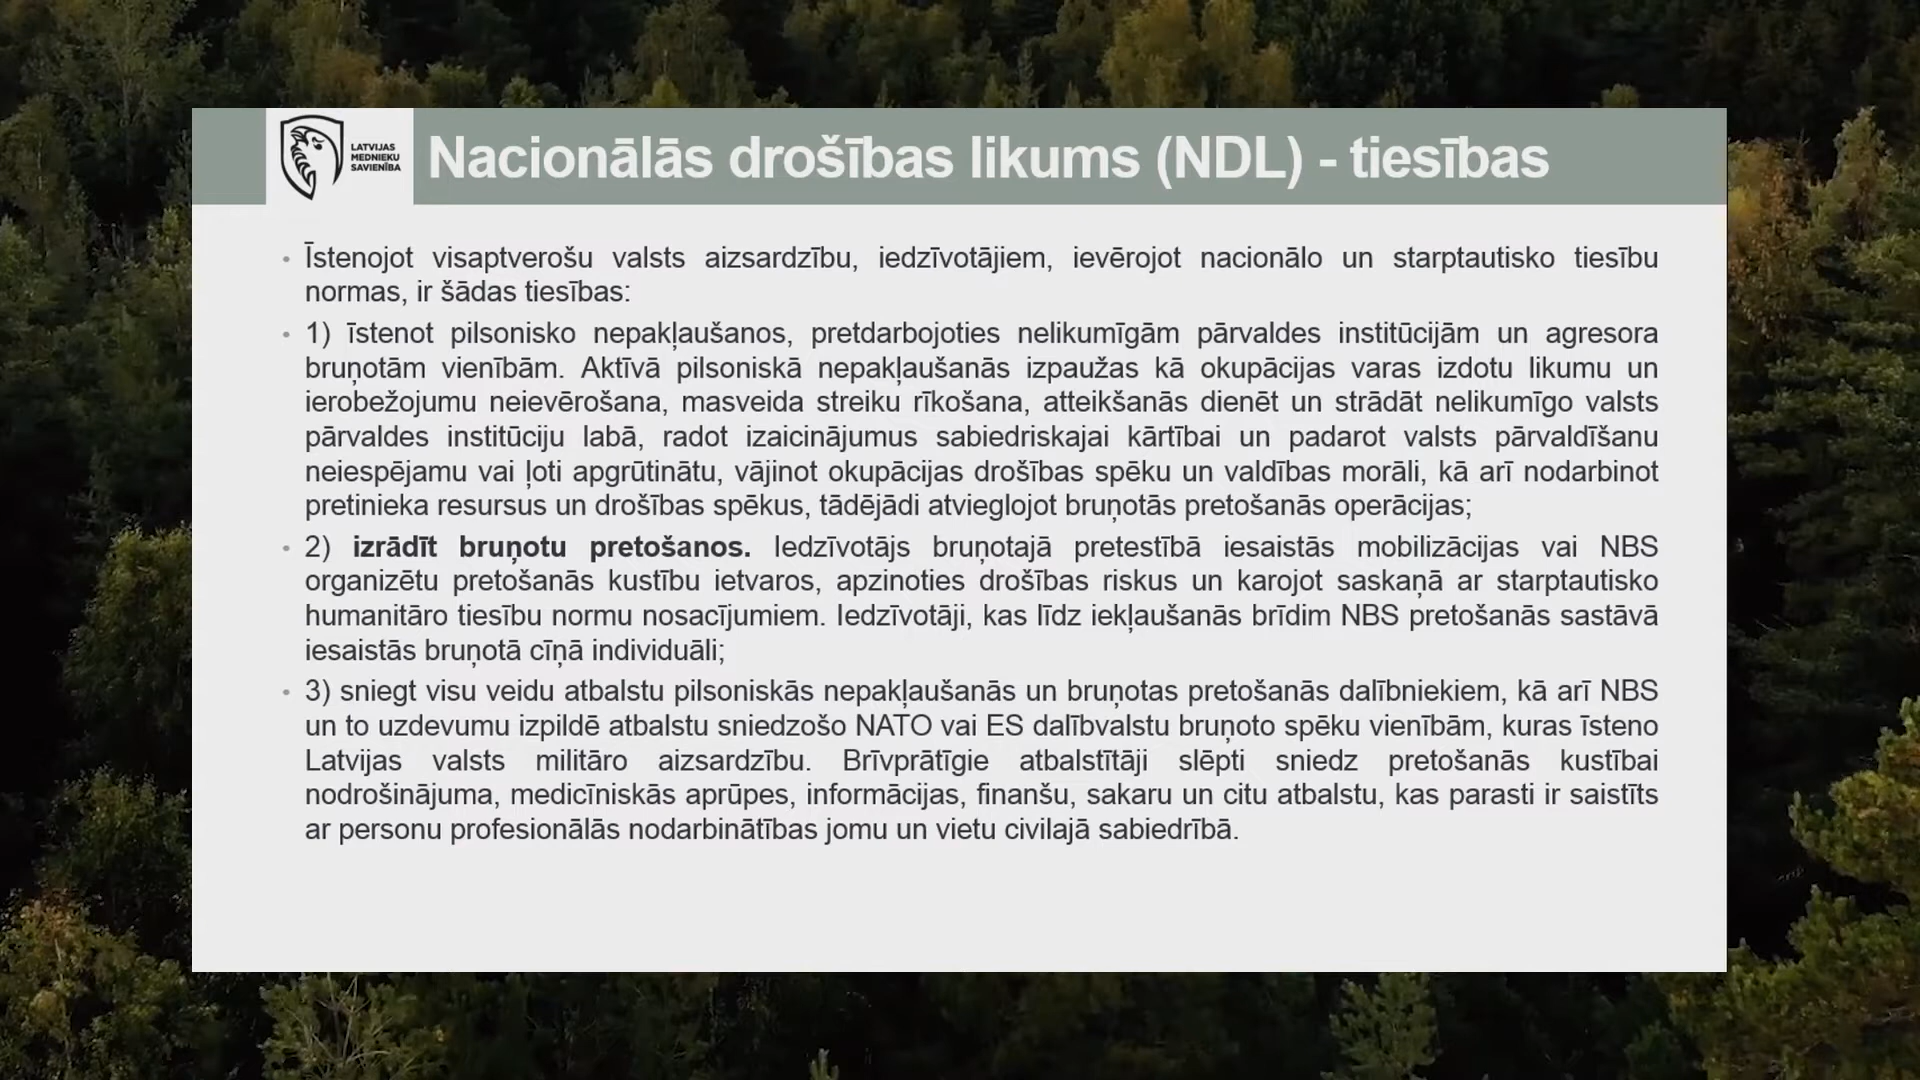 LATVIJAS
MEDNIEKU
SAVIENĪBA
Nacionālās drošības likums (NDL) - tiesības
• Īstenojot visaptverošu valsts aizsardzību, iedzīvotājiem, ievērojot nacionālo un starptautisko tiesību
normas, ir šādas tiesības:
• 1) īstenot pilsonisko nepakļaušanos, pretdarbojoties nelikumīgām pārvaldes institūcijām un agresora
bruņotām vienībām. Aktīvā pilsoniskā nepakļaušanās izpaužas kā okupācijas varas izdotu likumu un
ierobežojumu neievērošana, masveida streiku rīkošana, atteikšanās dienēt un strādāt nelikumīgo valsts
pārvaldes institūciju labā, radot izaicinājumus sabiedriskajai kārtībai un padarot valsts pārvaldīšanu
neiespējamu vai ļoti apgrūtinātu, vājinot okupācijas drošības spēku un valdības morāli, kā arī nodarbinot
pretinieka resursus un drošības spēkus, tādējādi atvieglojot bruņotās pretošanās operācijas;
• 2) izrādīt bruņotu pretošanos. Iedzīvotājs bruņotajā pretestībā iesaistās mobilizācijas vai NBS
organizētu pretošanās kustību ietvaros, apzinoties drošības riskus un karojot saskaņā ar starptautisko
humanitāro tiesību normu nosacījumiem. Iedzīvotāji, kas līdz iekļaušanās brīdim NBS pretošanās sastāvā
iesaistās bruņotā cīņā individuāli;
• 3) sniegt visu veidu atbalstu pilsoniskās nepakļaušanās un bruņotas pretošanās dalībniekiem, kā arī NBS
un to uzdevumu izpildē atbalstu sniedzošo NATO vai ES dalībvalstu bruņoto spēku vienībām, kuras īsteno
Latvijas valsts militāro aizsardzību. Brīvprātīgie atbalstītāji slēpti sniedz pretošanās kustībai
nodrošinājuma, medicīniskās aprūpes, informācijas, finanšu, sakaru un citu atbalstu, kas parasti ir saistīts
ar personu profesionālās nodarbinātības jomu un vietu civilajā sabiedrībā.